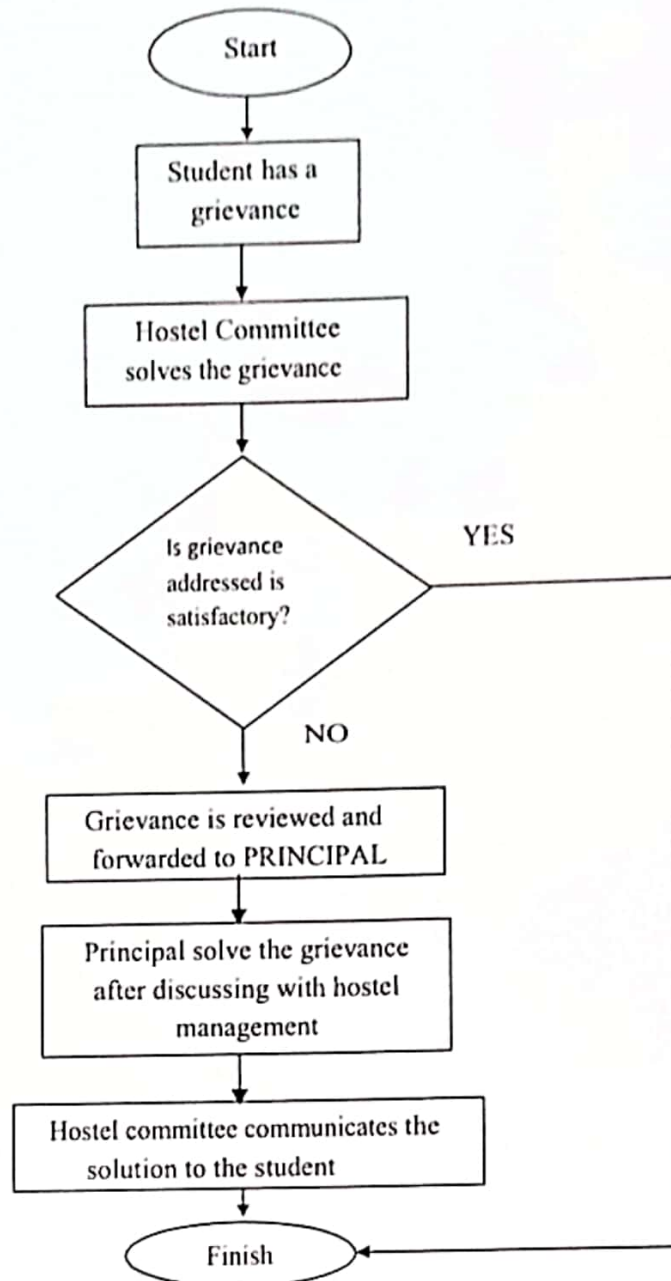 Start
Student has a
grievance
Hostel Committee
solves the grievance
Is grievance
addressed is
satisfactory?
YES
NO
Grievance is reviewed and
forwarded to PRINCIPAL
Principal solve the grievance
after discussing with hostel
management
Hostel committee communicates the
solution to the student
Finish